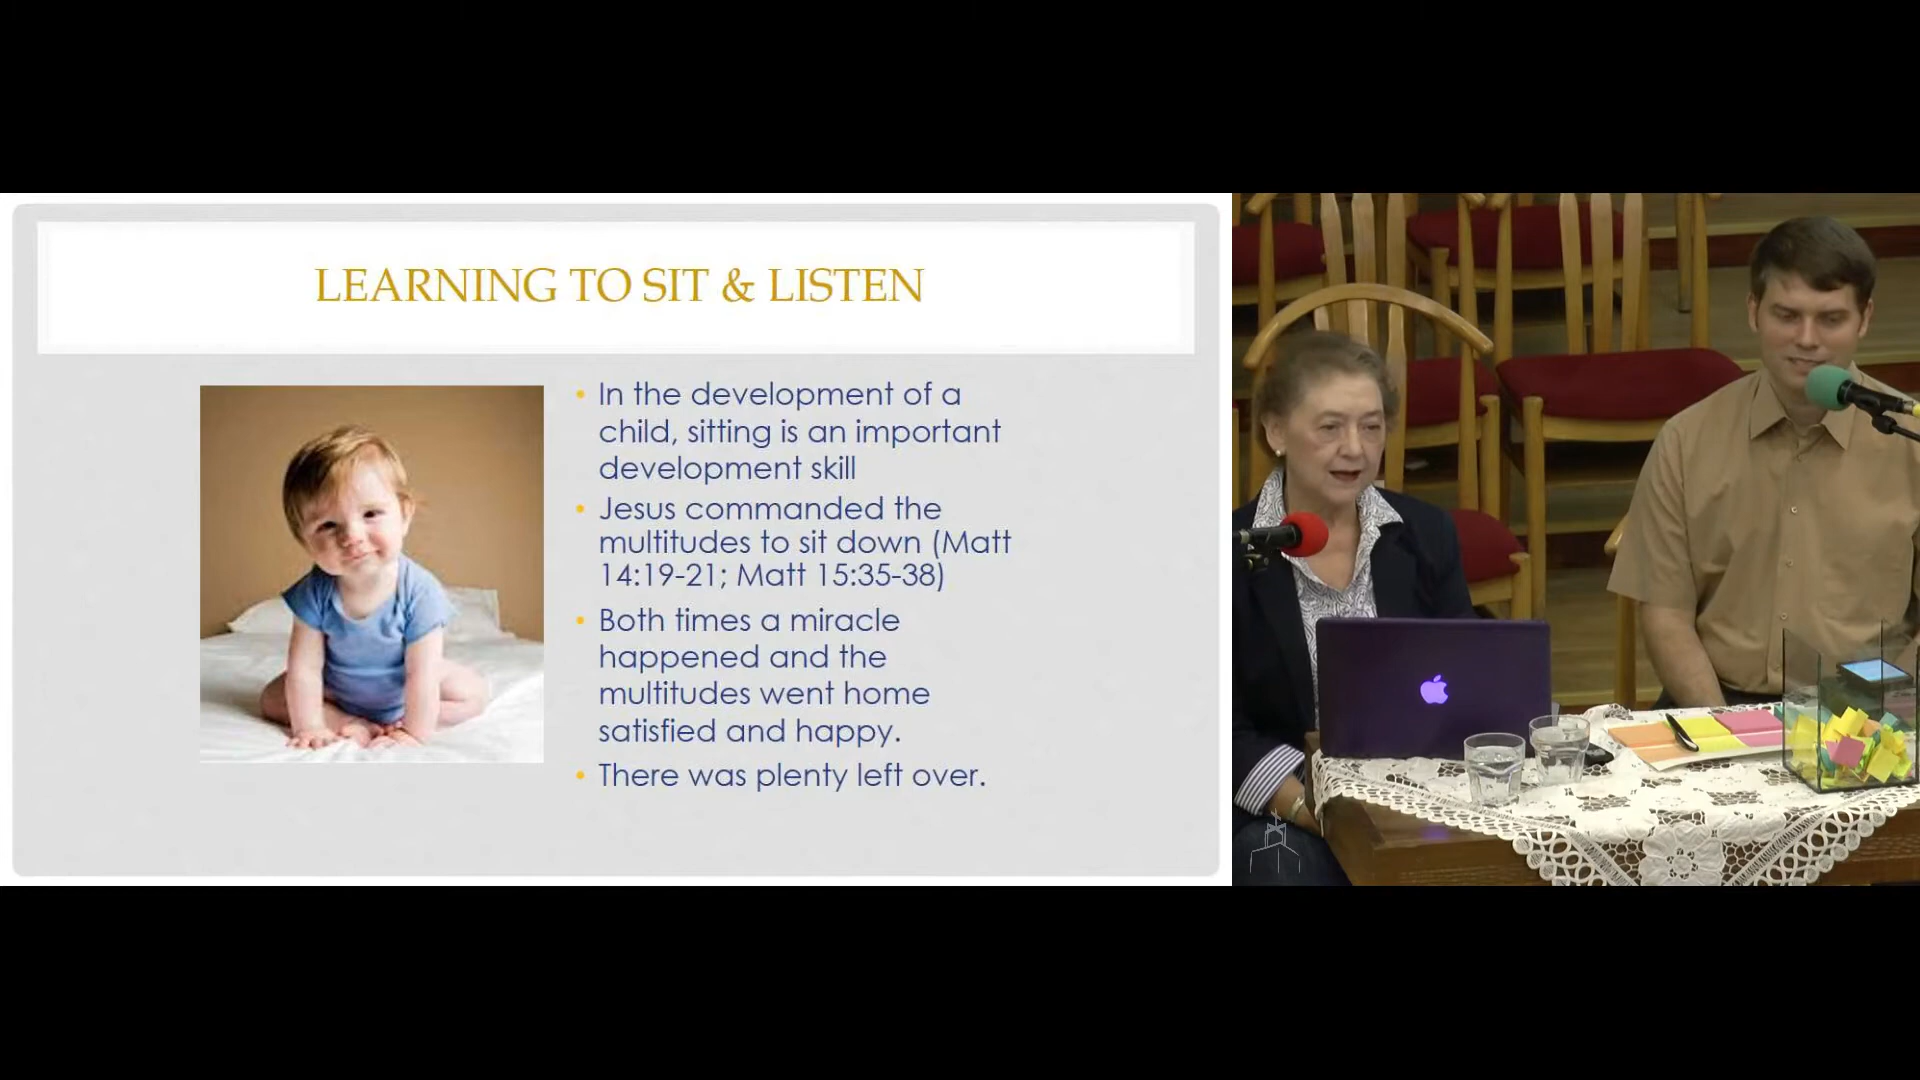 LEARNING TO SIT & LISTEN
• In the development of a
child, sitting is an important
development skill
• Jesus commanded the
multitudes to sit down (Matt
14:19-21; Matt 15:35-38)
• Both times a miracle
happened and the
multitudes went home
satisfied and happy.
• There was plenty left over.